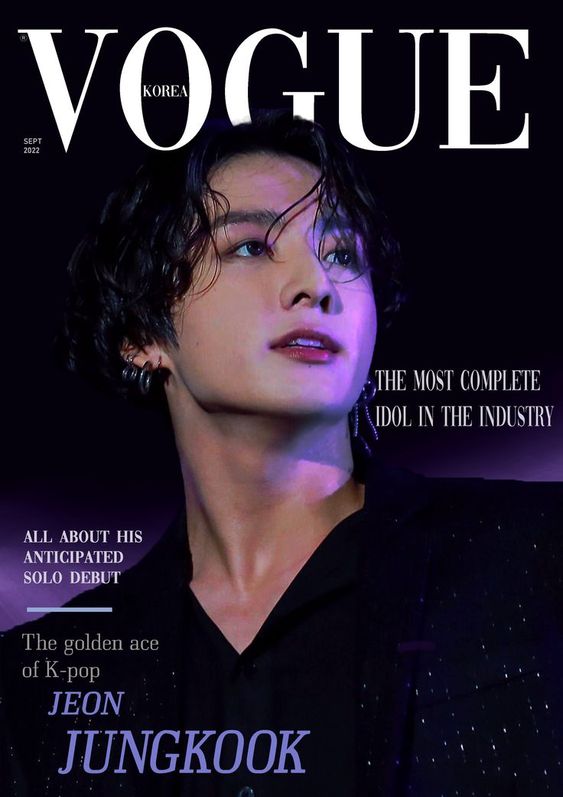 VOGUE
KOREA
SEPT
2022
THE MOST COMPLETE
IDOL IN THE INDUSTRY
ALL ABOUT HIS
ANTICIPATED
SOLO DEBUT
The golden ace
of K-pop
JEON
JUNGKOOK